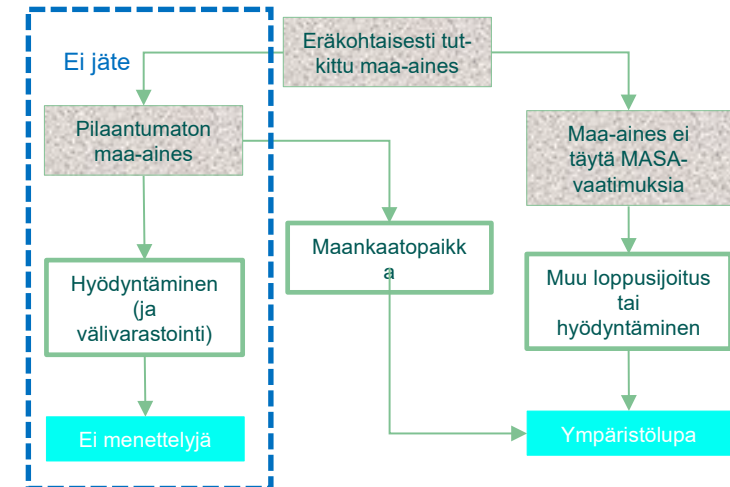 Eräkohtaisesti tut-
kittu maa-aines
Ei jäte
Pilaantumaton
maa-aines
Maa-aines ei
täytä MASA-
vaatimuksia
Maankaatopaikk
a
Hyödyntäminen
(ja
välivarastointi)
Muu loppusijoitus
tai
hyödyntäminen
Ei menettelyjä
Ympäristölupa